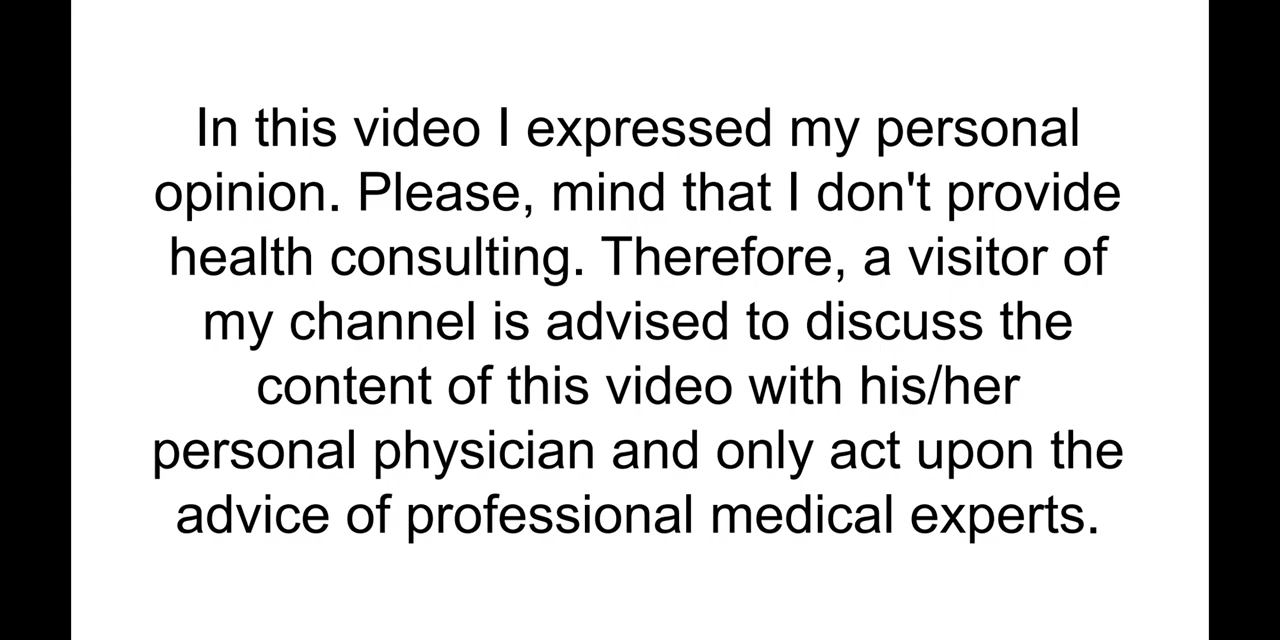 In this video I expressed my personal
opinion. Please, mind that I don't provide
health consulting. Therefore, a visitor of
my channel is advised to discuss the
content of this video with his/her
personal physician and only act upon the
advice of professional medical experts.